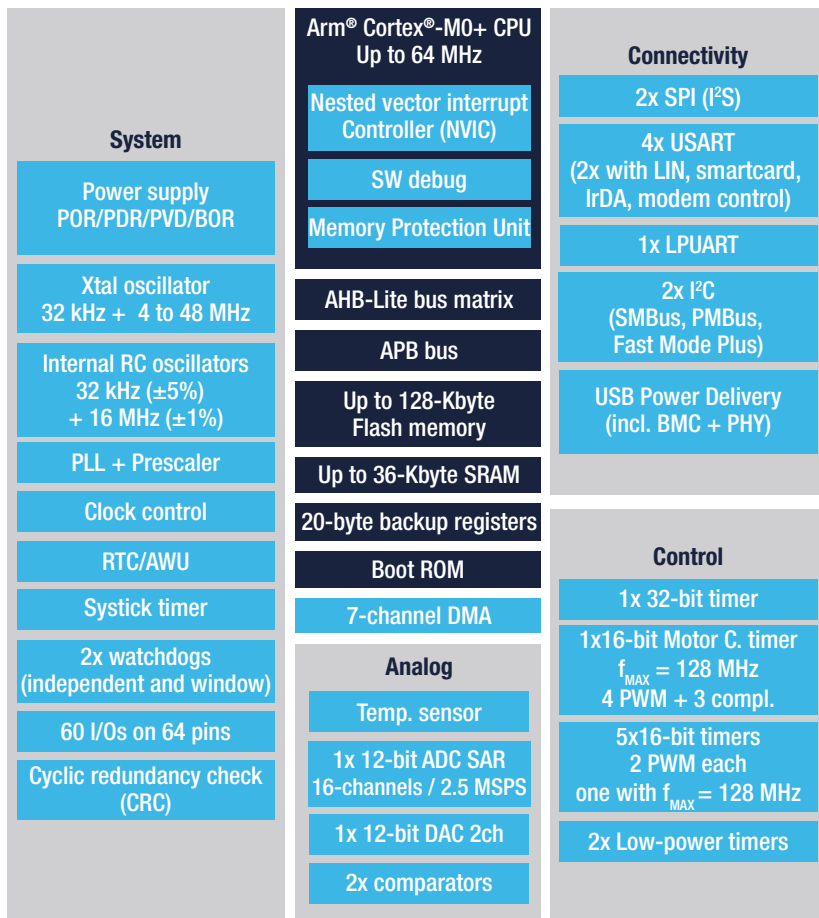 System
Power supply
POR/PDR/PVD/BOR
Xtal oscillator
32 kHz + 4 to 48 MHz
Internal RC oscillators
32 kHz (±5%)
+ 16 MHz (±1%)
PLL + Prescaler
Clock control
RTC/AWU
Systick timer
2x watchdogs
(independent and window)
60 I/Os on 64 pins
Cyclic redundancy check
(CRC)
Arm® Cortex®-M0+ CPU
Up to 64 MHz
Nested vector interrupt
Controller (NVIC)
SW debug
Memory Protection Unit
AHB-Lite bus matrix
APB bus
Up to 128-Kbyte
Flash memory
Up to 36-Kbyte SRAM
20-byte backup registers
Boot ROM
7-channel DMA
Analog
Temp. sensor
1x 12-bit ADC SAR
16-channels / 2.5 MSPS
1x 12-bit DAC 2ch
2x comparators
Connectivity
2x SPI (I²S)
4x USART
(2x with LIN, smartcard,
IrDA, modem control)
1x LPUART
2x I²C
(SMBus, PMBus,
Fast Mode Plus)
USB Power Delivery
(incl. BMC + PHY)
Control
1x 32-bit timer
1x16-bit Motor C. timer
fMAX = 128 MHz
4 PWM + 3 compl.
5x16-bit timers
2 PWM each
one with fMAX = 128 MHz
2x Low-power timers